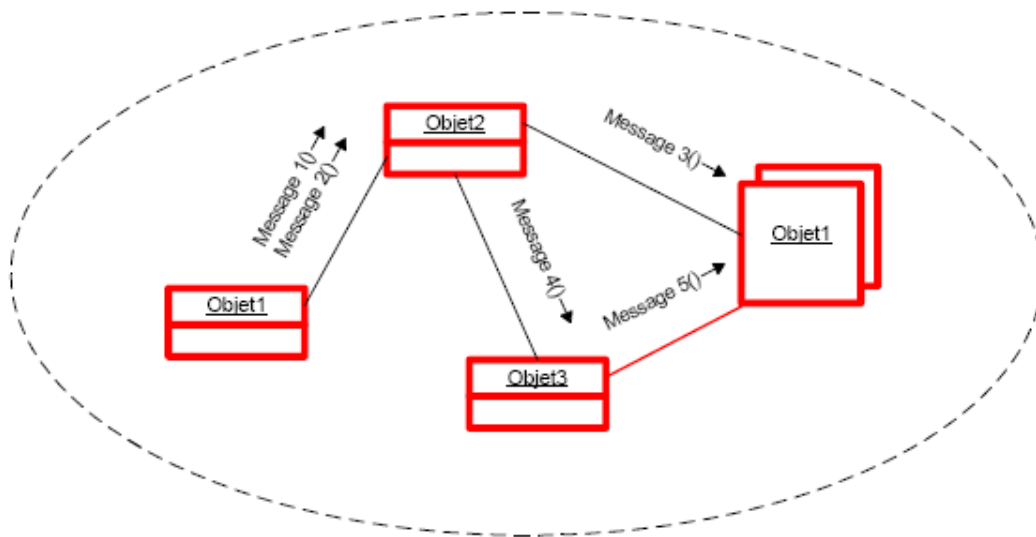 Objet2
Message 1()
Message 2()
Message 3()
Objet1
Message 4()
Message 5()
Objet1
Objet3